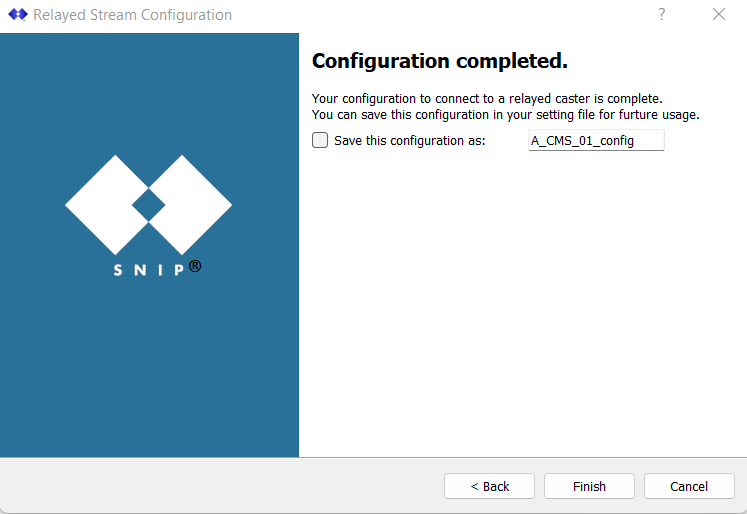 Relayed Stream Configuration
?
Configuration completed.
Your configuration to connect to a relayed caster is complete.
You can save this configuration in your setting file for furture usage.
Save this configuration as: A_CMS_01_config
SNIP®
< Back Finish Cancel